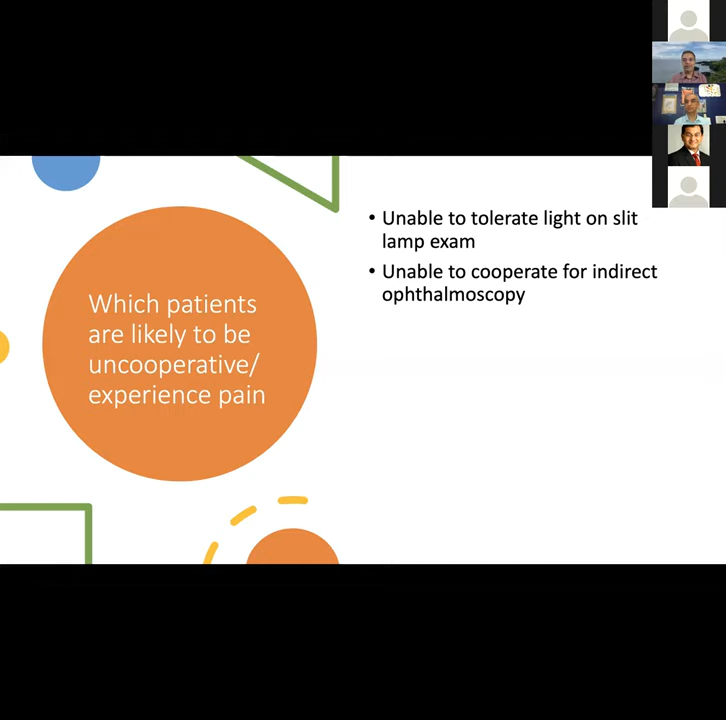 Which patients
are likely to be
uncooperative/
experience pain
• Unable to tolerate light on slit
lamp exam
• Unable to cooperate for indirect
ophthalmoscopy